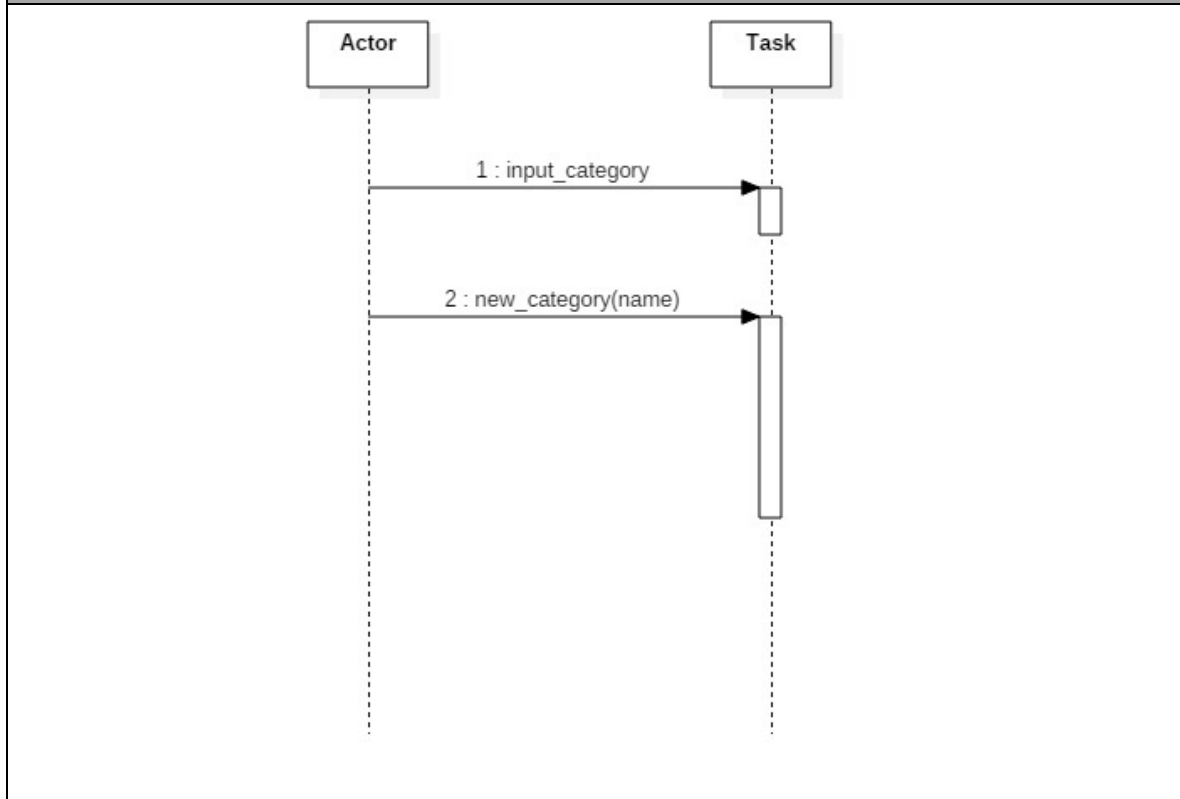 Actor
Task
1 : input_category
2 : new_category(name)